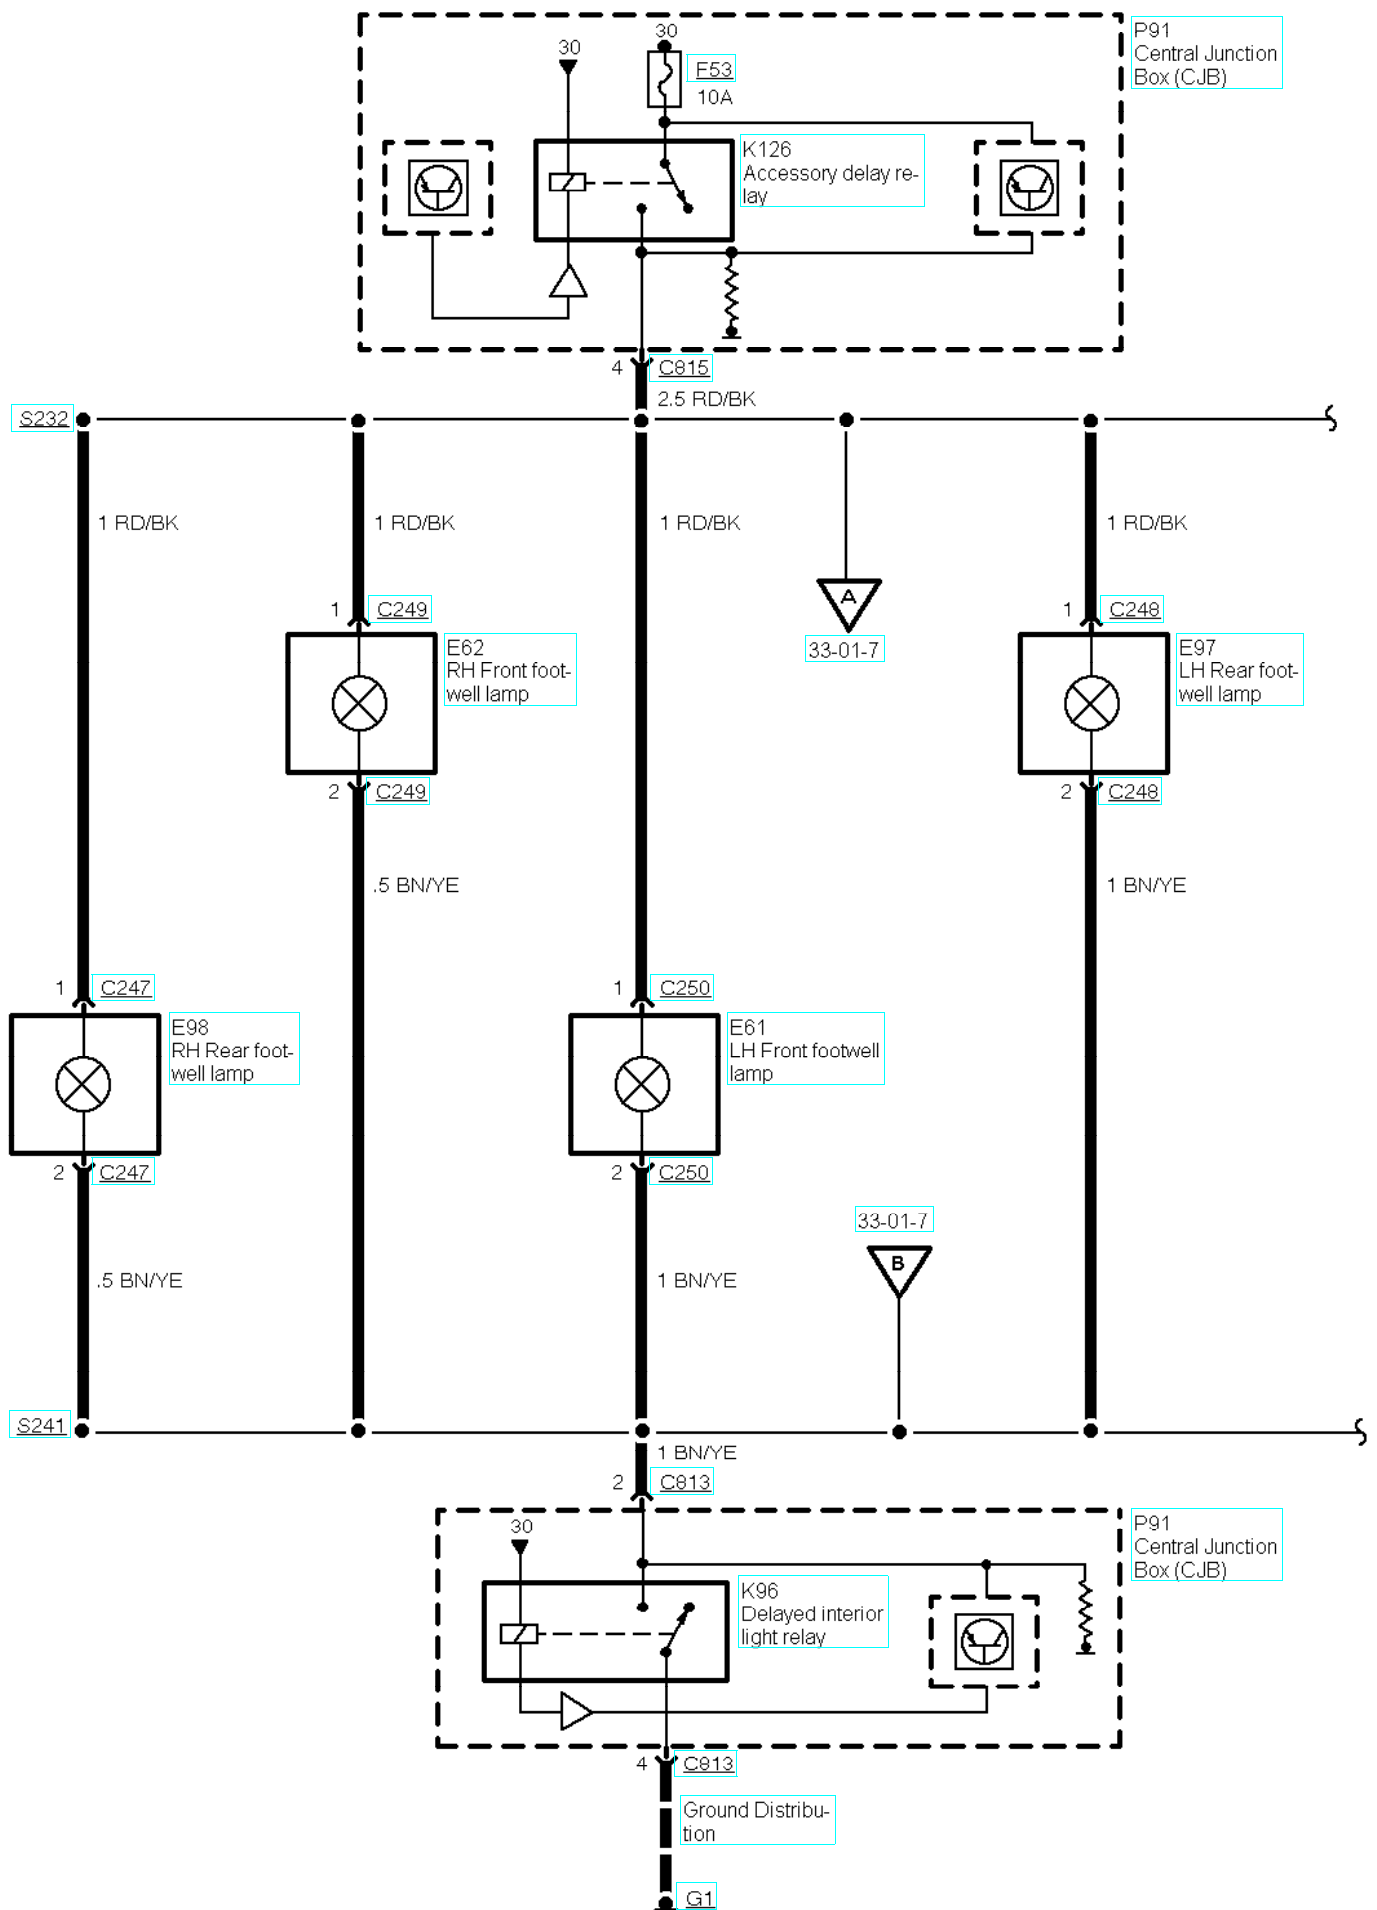 30
30
F53
10A
P91
Central Junction
Box (CJB)
K126
Accessory delay re-
lay
4 C815
2.5 RD/BK
S232
1 RD/BK
1 RD/BK
1 RD/BK
1 RD/BK
A
33-01-7
1 C249
E62
RH Front foot-
well lamp
2 C249
1 C248
E97
LH Rear foot-
well lamp
2 C248
.5 BN/YE
1 BN/YE
1 C247
E98
RH Rear foot-
well lamp
2 C247
1 C250
E61
LH Front footwell
lamp
2 C250
33-01-7
B
.5 BN/YE
1 BN/YE
S241
1 BN/YE
2 C813
30
P91
Central Junction
Box (CJB)
K96
Delayed interior
light relay
4 C813
Ground Distribu-
tion
G1